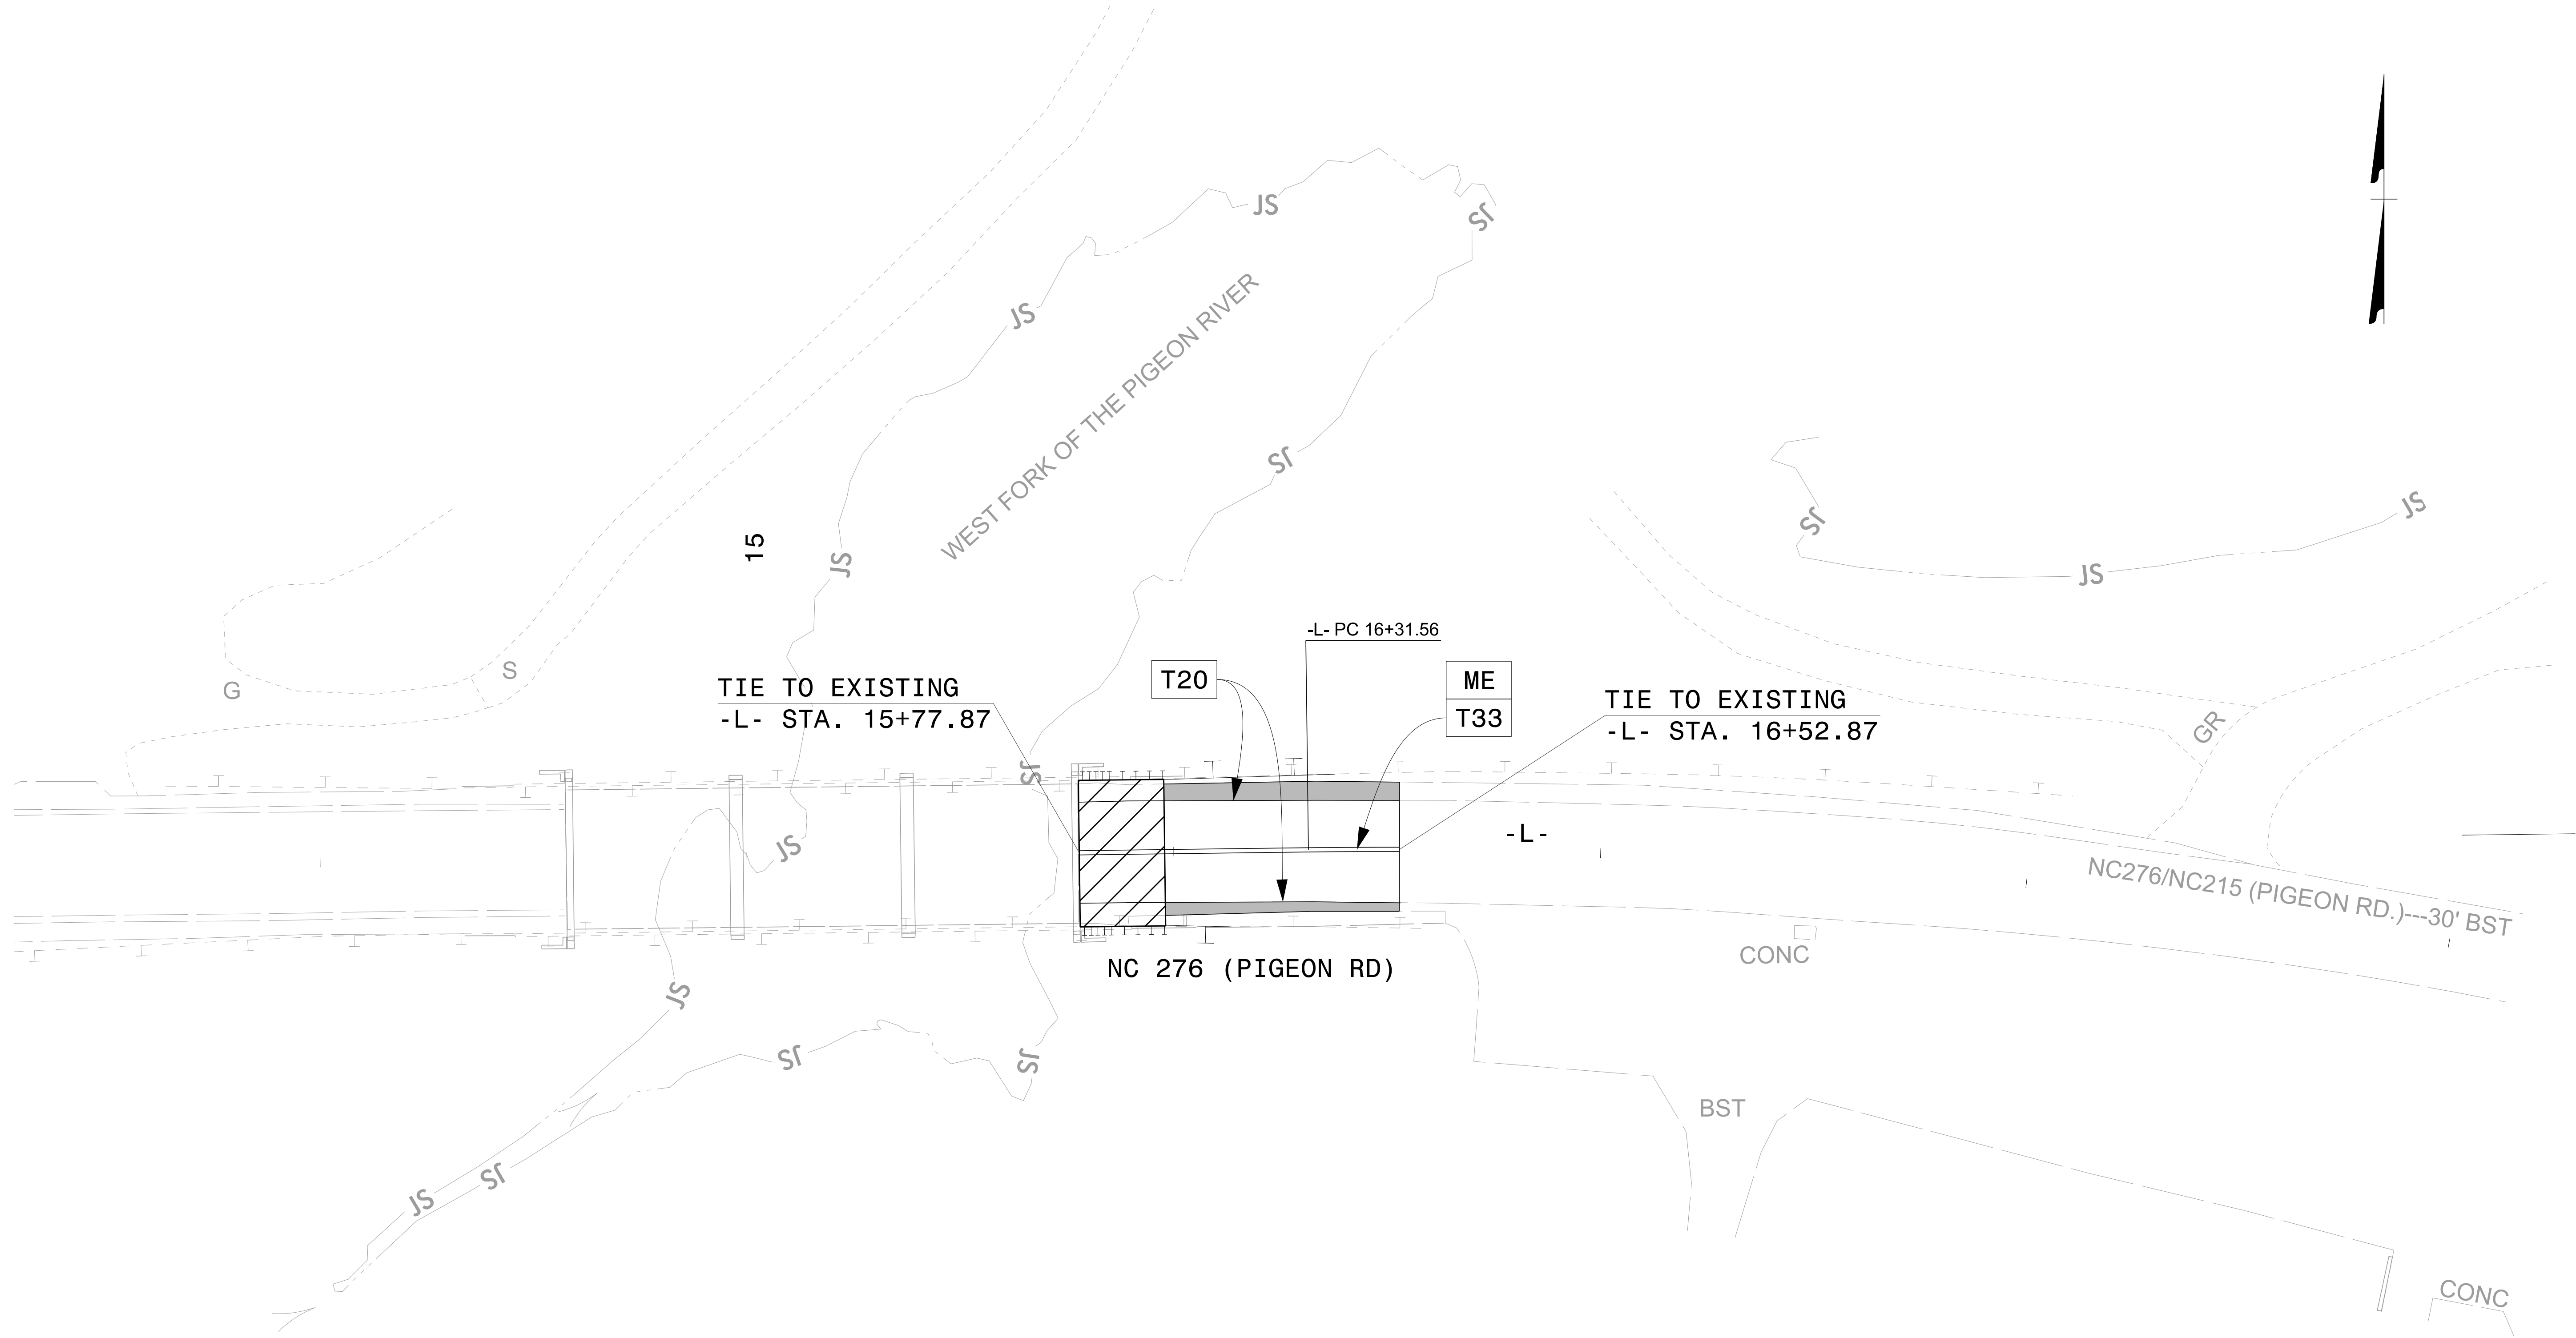 JS
JS
JS
WEST FORK OF THE PIGEON RIVER
JS
JS
JS
JS
15
JS
-L- PC 16+31.56
S
G
T20
ME
T33
TIE TO EXISTING
-L- STA. 15+77.87
TIE TO EXISTING
-L- STA. 16+52.87
GR
JS
-L-
JS
NC276/NC215 (PIGEON RD.)---30' BST
CONC
NC 276 (PIGEON RD)
JS
JS
JS
BST
JS
JS
CONC